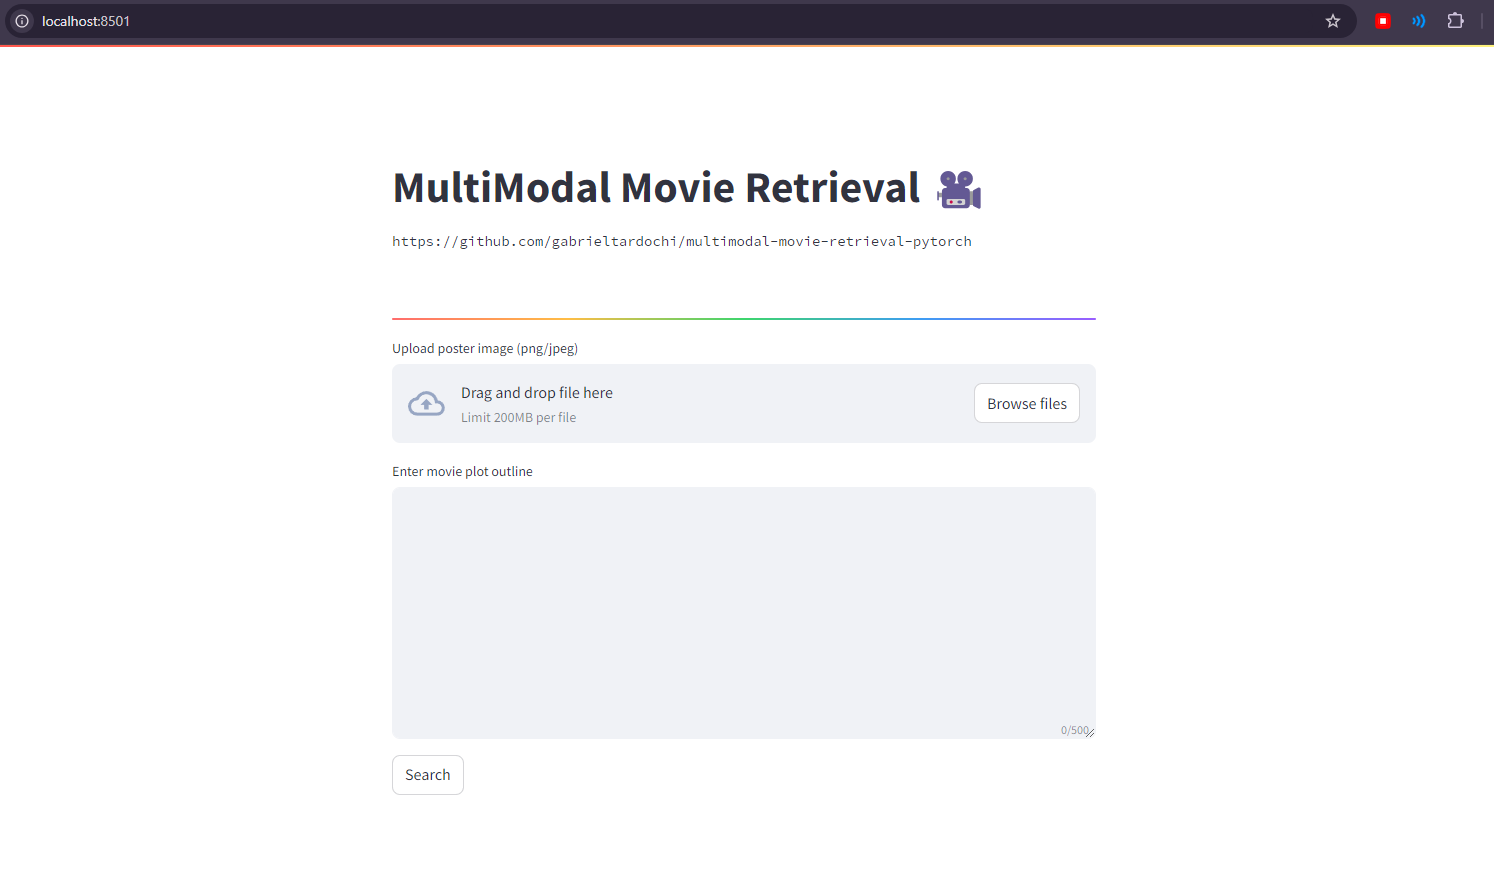 localhost:8501
MultiModal Movie Retrieval
https://github.com/gabrieltardochi/multimodal-movie-retrieval-pytorch
Upload poster image (png/jpeg)
Drag and drop file here
Limit 200MB per file
Browse files
Enter movie plot outline
0/500
Search